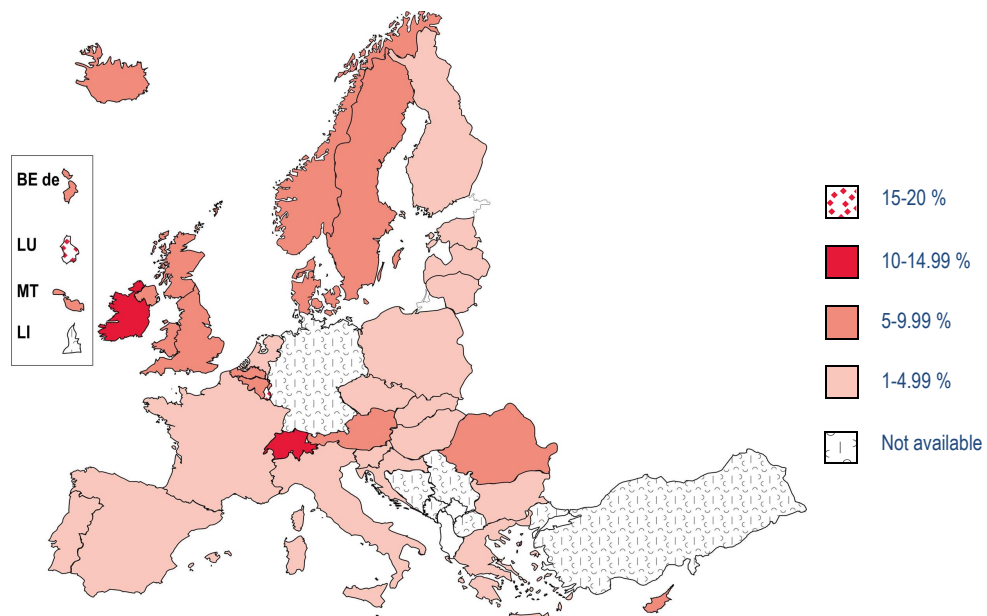 BE de
LU
MT
LI
15-20 %
10-14.99 %
5-9.99 %
1-4.99 %
Not available